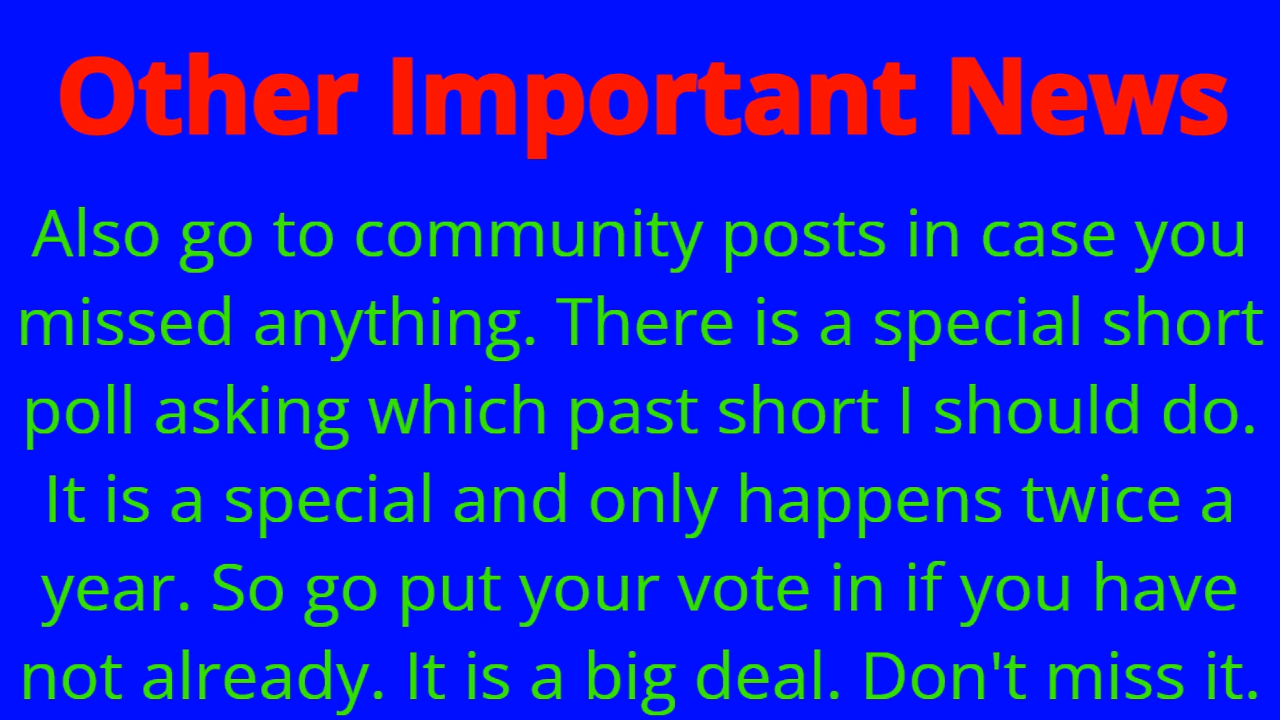 Other Important News
Also go to community posts in case you
missed anything. There is a special short
poll asking which past short I should do.
It is a special and only happens twice a
year. So go put your vote in if you have
not already. It is a big deal. Don't miss it.